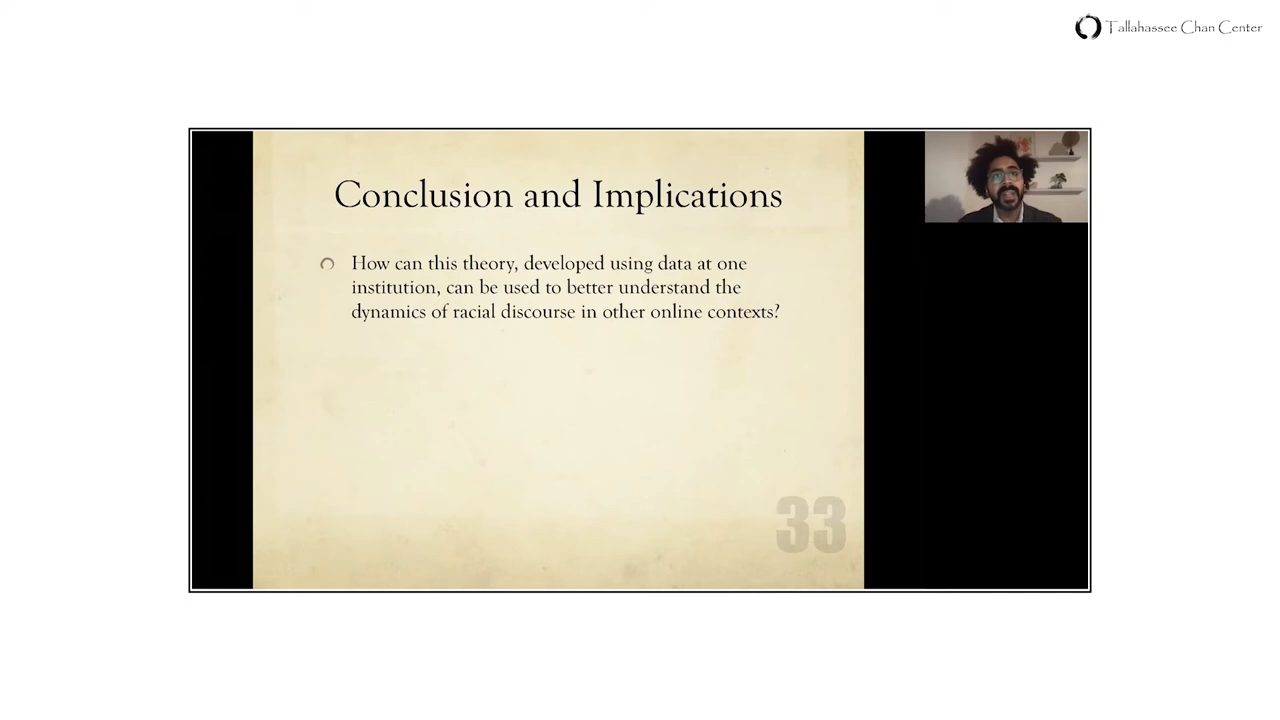 Tallahassee Chan Center
Conclusion and Implications
How can this theory, developed using data at one
institution, can be used to better understand the
dynamics of racial discourse in other online contexts?
33